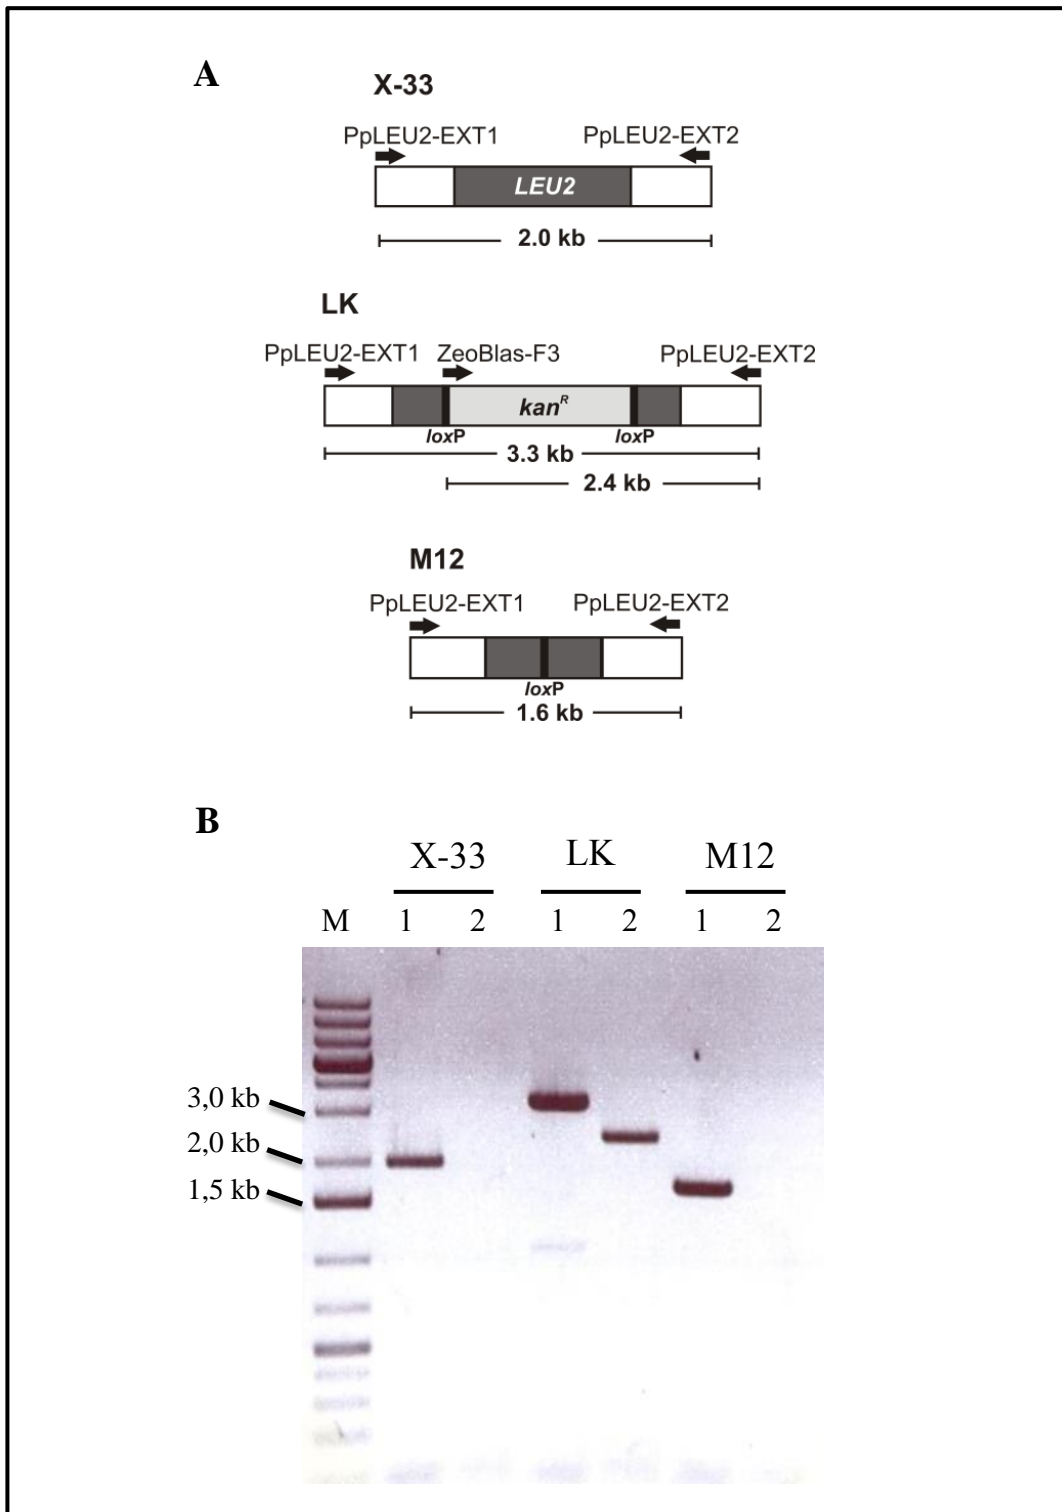 A
X-33
PpLEU2-EXT1 PpLEU2-EXT2
LEU2
2.0 kb
LK
PpLEU2-EXT1 ZeoBlas-F3 PpLEU2-EXT2
kanR
loxP loxP
3.3 kb
2.4 kb
M12
PpLEU2-EXT1 PpLEU2-EXT2
loxP
1.6 kb
B
X-33 LK M12
M 1 2 1 2 1 2
3,0 kb
2,0 kb
1,5 kb